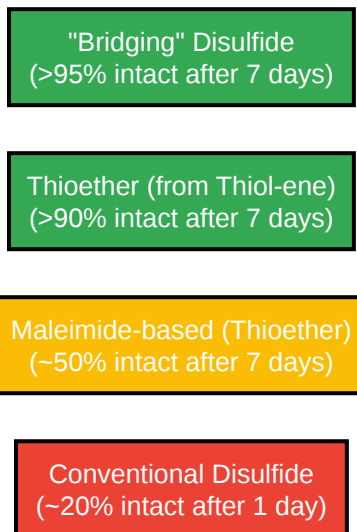 "Bridging" Disulfide
(>95% intact after 7 days)
Thioether (from Thiol-ene)
(>90% intact after 7 days)
Maleimide-based (Thioether)
(~50% intact after 7 days)
Conventional Disulfide
(~20% intact after 1 day)